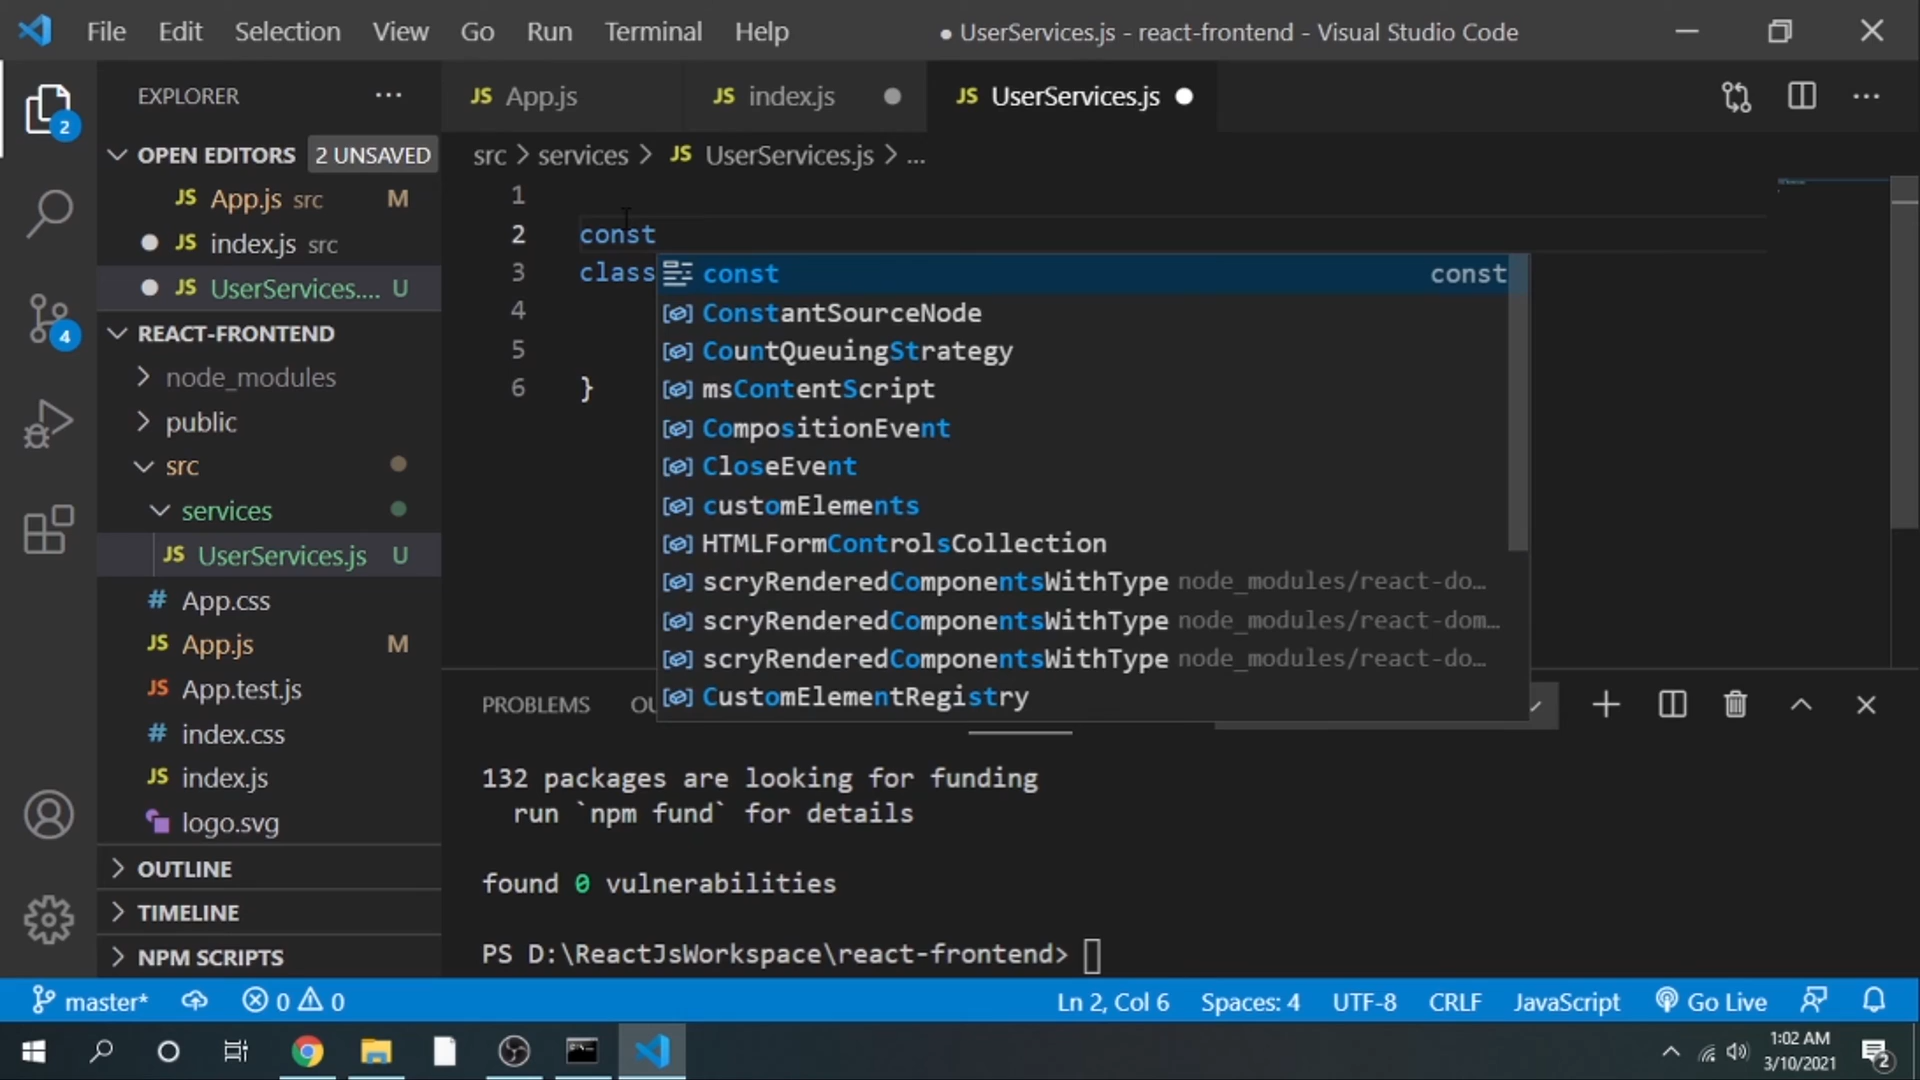 File Edit Selection View Go Run Terminal Help ● UserServices.js - react-frontend - Visual Studio Code
EXPLORER ...
JS App.js JS index.js ● JS UserServices.js ● ...
OPEN EDITORS 2 UNSAVED
src > services > JS UserServices.js > ...
JS App.js src M
● JS index.js src
● JS UserServices.... U
REACT-FRONTEND
node_modules
public
src
services
JS UserServices.js U
# App.css
JS App.js M
JS App.test.js
# index.css
JS index.js
logo.svg
OUTLINE
TIMELINE
NPM SCRIPTS
2
4
1
2 const
3 class
4
5
6 }
const const
ConstantSourceNode
CountQueuingStrategy
msContentScript
CompositionEvent
CloseEvent
customElements
HTMLFormControlsCollection
scryRenderedComponentsWithType node_modules/react-do...
scryRenderedComponentsWithType node_modules/react-dom...
scryRenderedComponentsWithType node_modules/react-do...
CustomElementRegistry
PROBLEMS OU
132 packages are looking for funding
run `npm fund` for details
found 0 vulnerabilities
PS D:\ReactJsWorkspace\react-frontend>
master* 0 0 Ln 2, Col 6 Spaces: 4 UTF-8 CRLF JavaScript Go Live
1:02 AM
3/10/2021
2